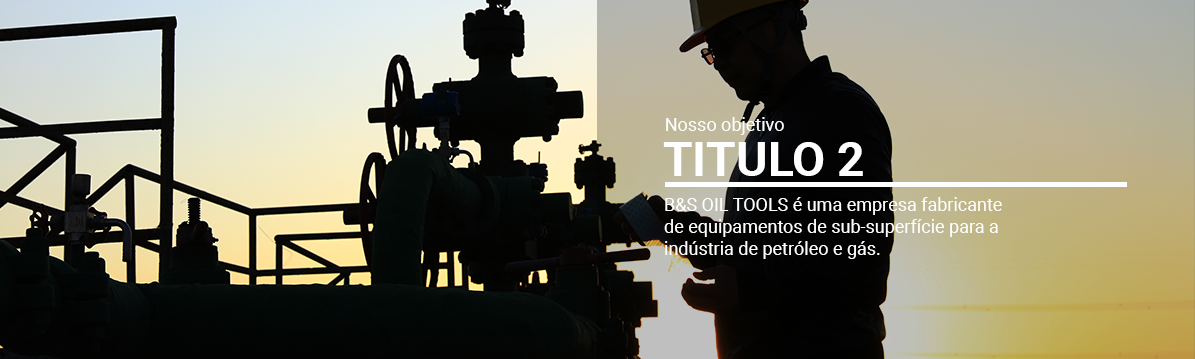 Nosso objetivo
TITULO 2
B&S OIL TOOLS é uma empresa fabricante
de equipamentos de sub-superfície para a
indústria de petróleo e gás.